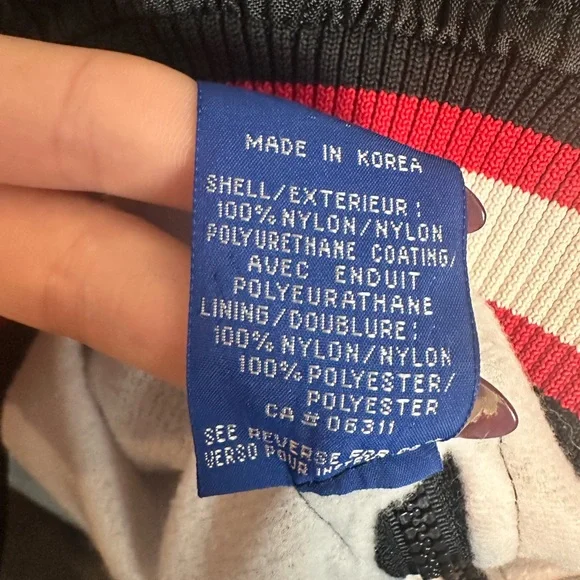 MADE IN KOREA
SHELL/EXTERIEUR:
100% NYLON/NYLON
POLYURETHANE COATING/
AVEC ENDUIT
POLYEURATHANE
LINING/DOUBLURE:
100% NYLON/NYLON
100% POLYESTER/
POLYESTER
CA # 06311
SEE REVERSE FOR
VERSO POUR